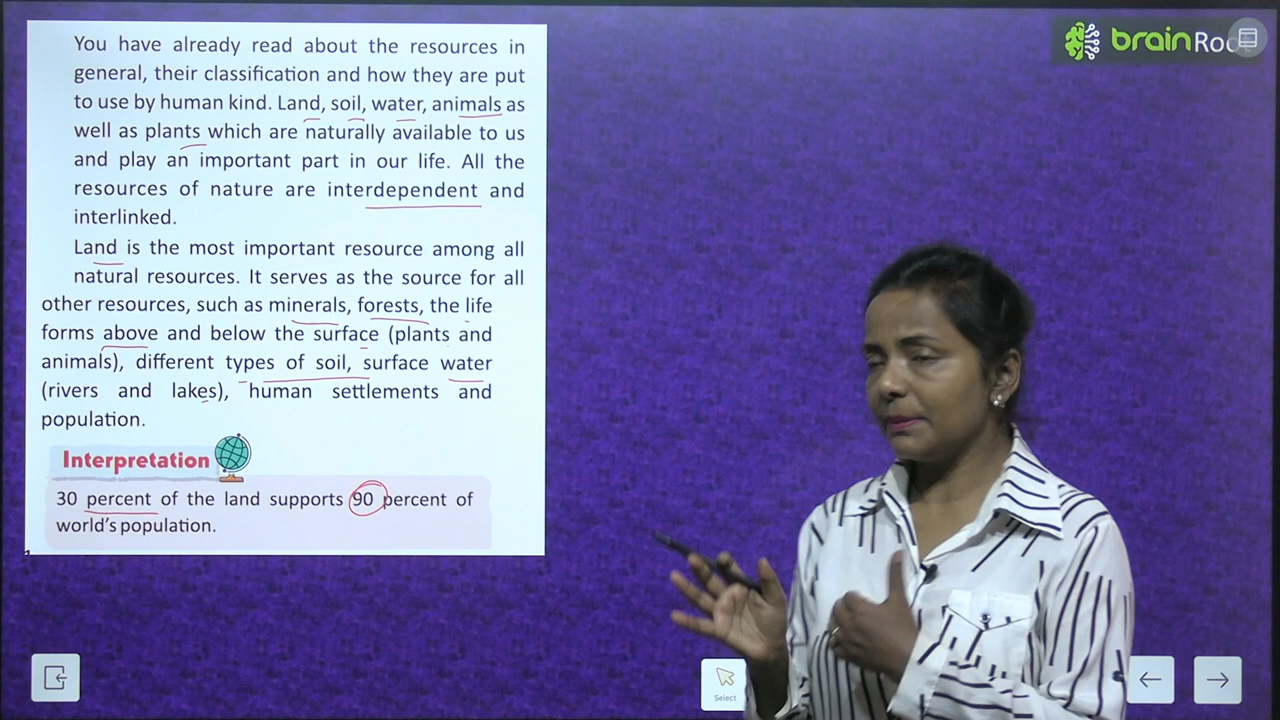 You have already read about the resources in
general, their classification and how they are put
to use by human kind. Land, soil, water, animals as
well as plants which are naturally available to us
and play an important part in our life. All the
resources of nature are interdependent and
interlinked.
Land is the most important resource among all
natural resources. It serves as the source for all
other resources, such as minerals, forests, the life
forms above and below the surface (plants and
animals), different types of soil, surface water
(rivers and lakes), human settlements and
population.
Interpretation
30 percent of the land supports 90 percent of
world's population.
brain
Select